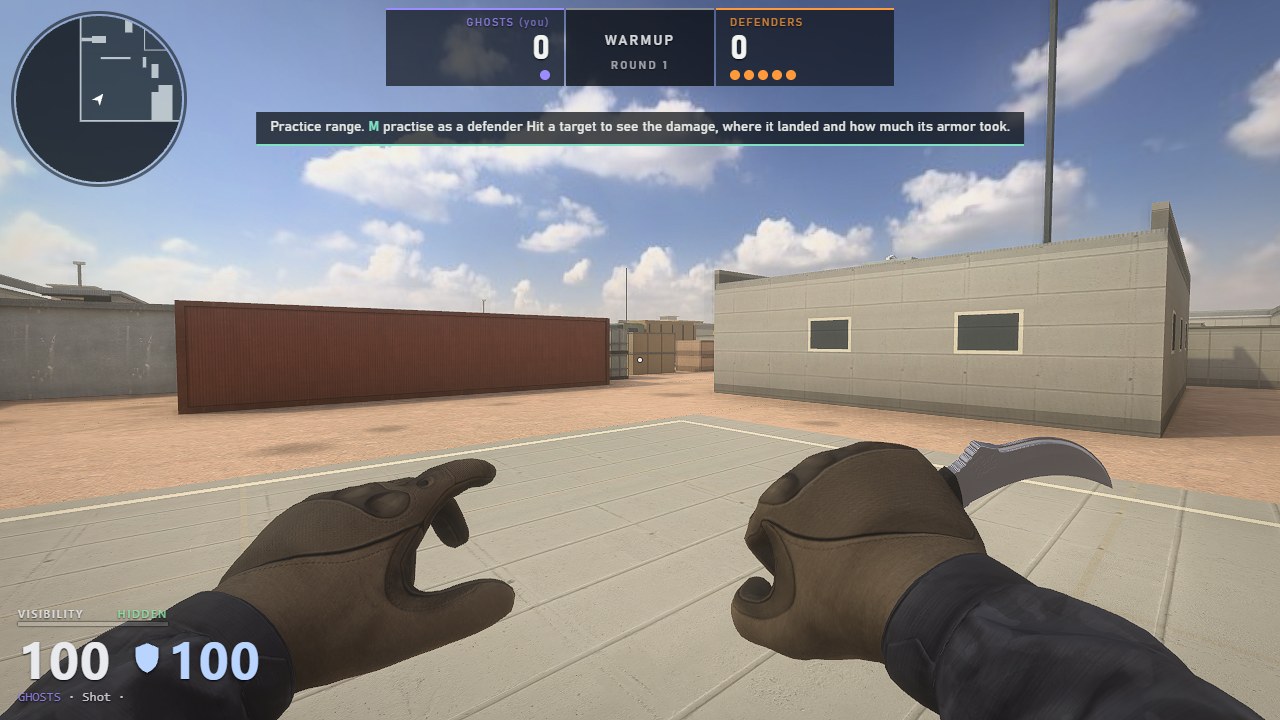 GHOSTS (you)
0
WARMUP
ROUND 1
DEFENDERS
0
Practice range. M practise as a defender Hit a target to see the damage, where it landed and how much its armor took.
VISIBILITY HIDDEN
100 100
GHOSTS · Shot ·